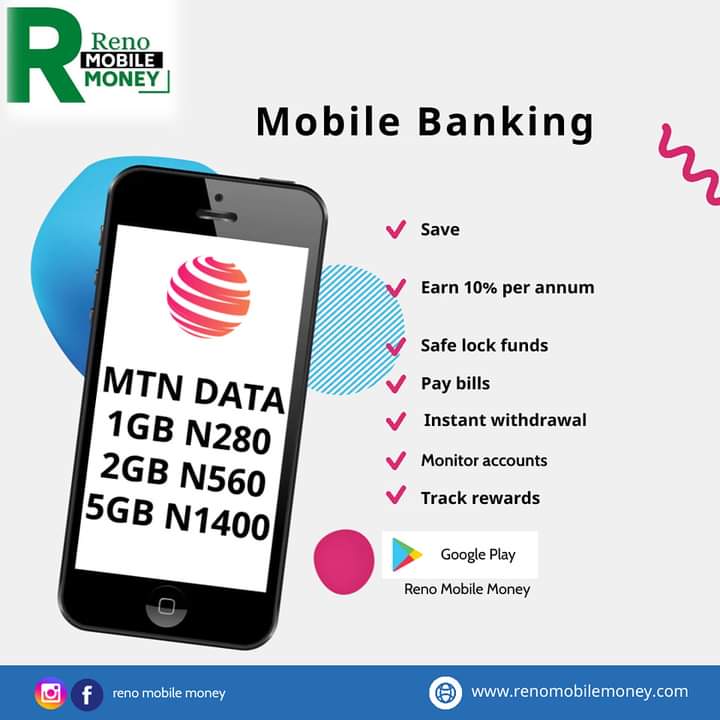 Reno
MOBILE
MONEY
Mobile Banking
MTN DATA
1GB N280
2GB N560
5GB N1400
Save
Earn 10% per annum
Safe lock funds
Pay bills
Instant withdrawal
Monitor accounts
Track rewards
Google Play
Reno Mobile Money
reno mobile money
www.renomobilemoney.com